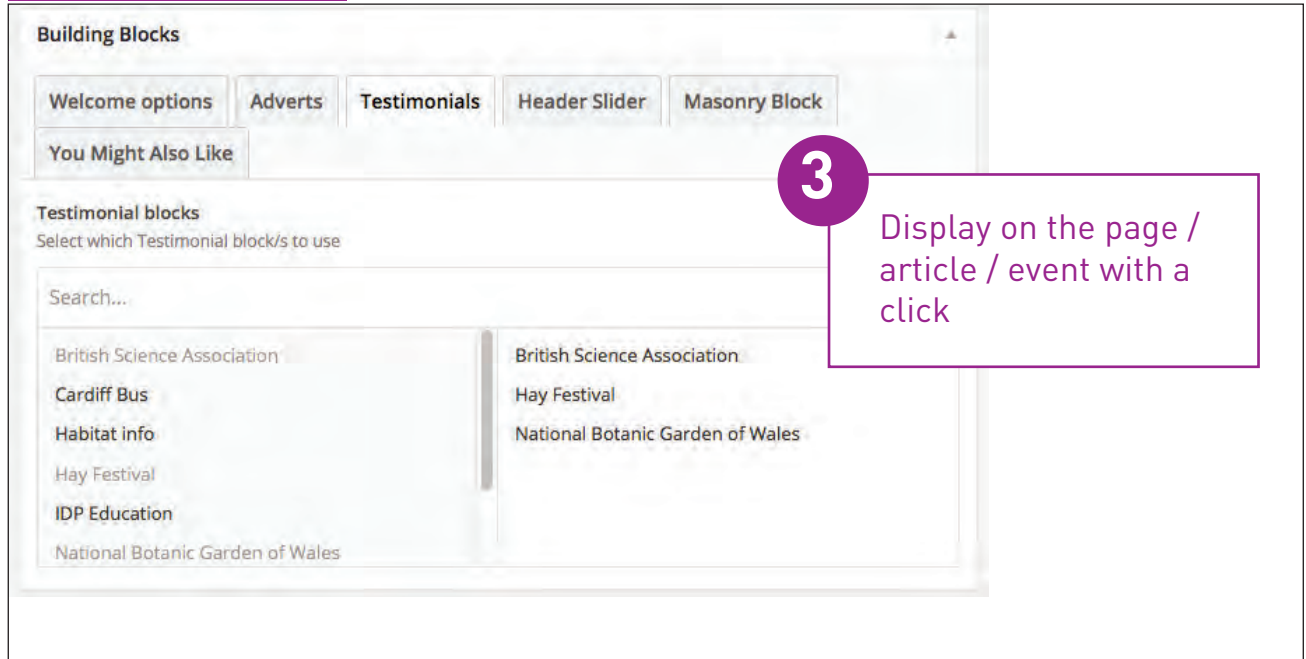 Building Blocks
Welcome options Adverts Testimonials Header Slider Masonry Block
You Might Also Like
Testimonial blocks
Select which Testimonial block/s to use
Search...
British Science Association
Cardiff Bus
Habitat info
Hay Festival
IDP Education
National Botanic Garden of Wales
British Science Association
Hay Festival
National Botanic Garden of Wales
3
Display on the page /
article / event with a
click